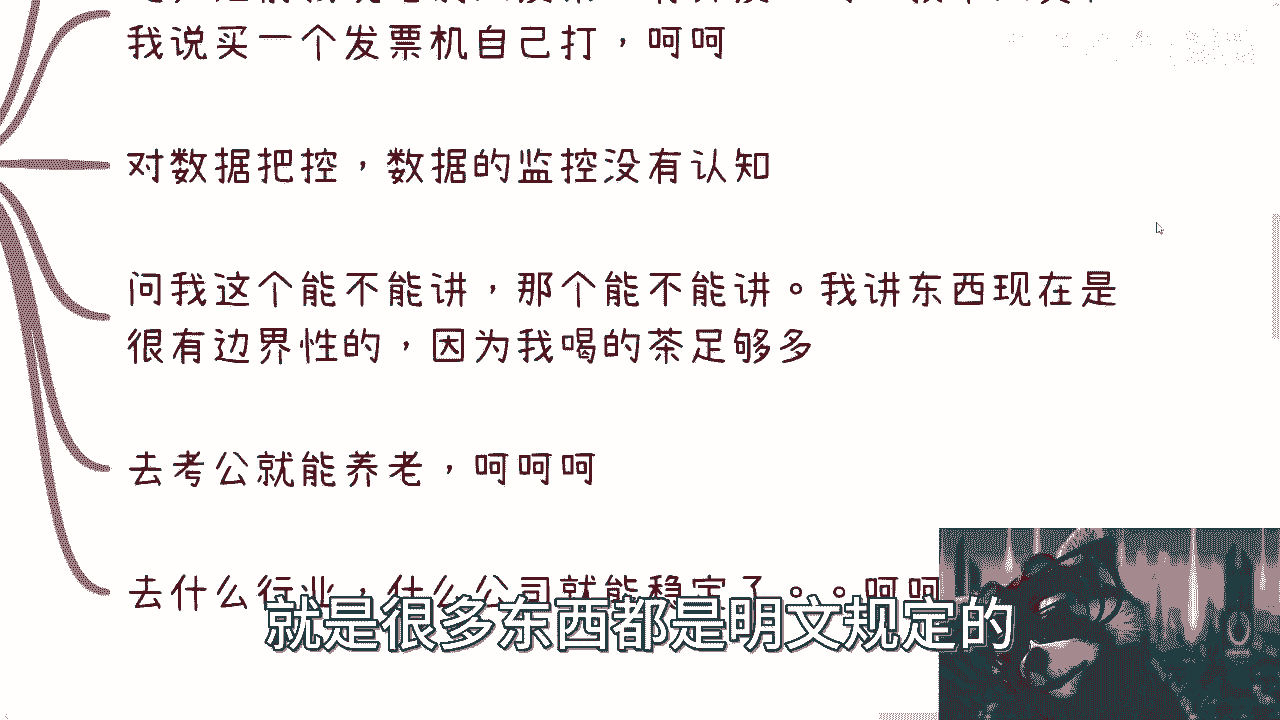 我说买一个发票机自己打，呵呵
对数据把控，数据的监控没有认知
问我这个能不能讲，那个能不能讲。我讲东西现在是
很有边界性的，因为我喝的茶足够多
去考公就能养老，呵呵呵
去什么行业，什么公司就能稳定了。。呵呵
就是很多东西都是明文规定的